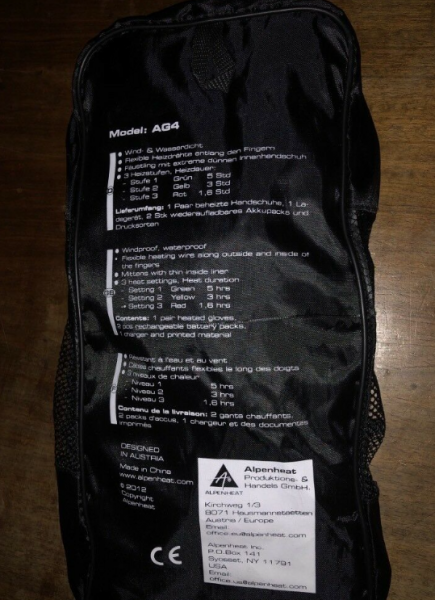 Model: AG4
Wind- & Wasserdicht
Flexible Heizdrähte entlang den Fingern
Fäustling mit extreme dünnen Innenhandschuh
3 Heizstufen, Heizdauer:
- Stufe 1 Grün 5 Std
- Stufe 2 Gelb 3 Std
- Stufe 3 Rot 1,6 Std
Lieferumfang: 1 Paar beheizte Handschuhe, 1 La-
degerät, 2 Stk wiederaufladbares Akkupacks und
Drucksorten
Windproof, waterproof
Flexible heating wire along outside and inside of
the fingers
Mittens with thin inside liner
3 heat settings, Heat duration
- Setting 1 Green 5 hrs
- Setting 2 Yellow 3 hrs
- Setting 3 Red 1,6 hrs
Contents: 1 pair heated gloves,
2 pcs rechargeable battery packs,
1 charger and printed material
Résistant à l'eau et au vent
Câbles chauffants flexibles le long des doigts
3 niveaux de chaleur
- Niveau 1 5 hrs
- Niveau 2 3 hrs
- Niveau 3 1,6 hrs
Contenu de la livraison: 2 gants chauffants,
2 packs d'accus, 1 chargeur et des documentes
imprimés
DESIGNED
IN AUSTRIA
Made in China
www.alpenheat.com
© 2012
Copyright
Alpenheat
CE
ALPENHEAT
Alpenheat
Produktions- &
Handels GmbH.
Kirchweg 1/3
8071 Hausmannstaetten
Austria / Europe
Email:
office.eu@alpenheat.com
Alpenheat Inc.
P.O.Box 141
Syosset, NY 11791
USA
Email:
office.us@alpenheat.com